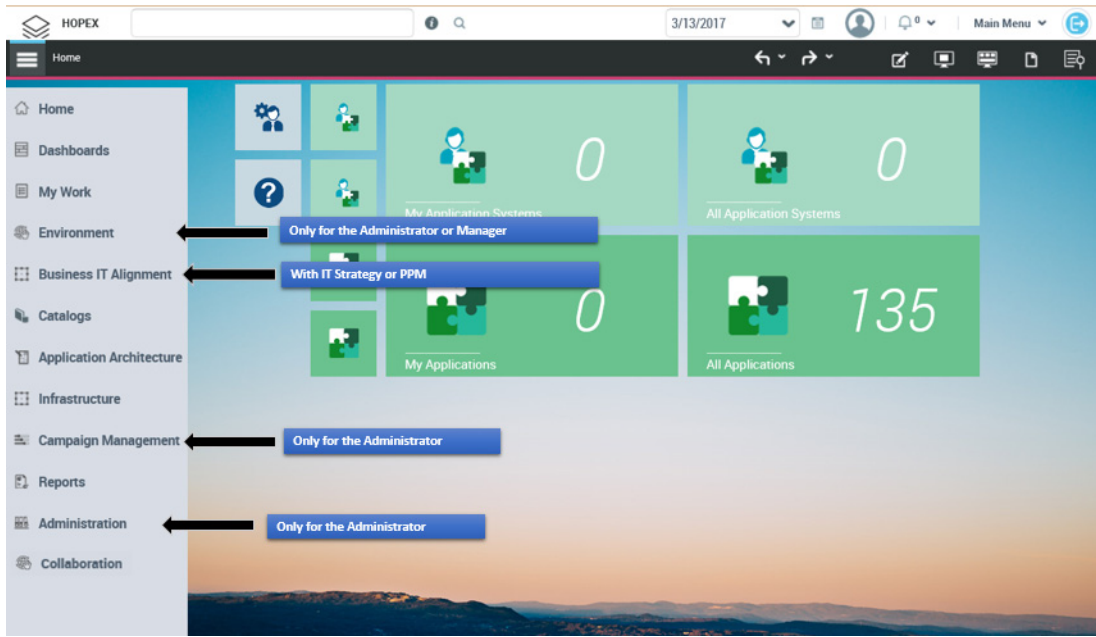 HOPEX
3/13/2017
0
Main Menu
Home
Home
Dashboards
My Work
Environment
Business IT Alignment
Catalogs
Application Architecture
Infrastructure
Campaign Management
Reports
Administration
Collaboration
0
My Application Systems
0
All Application Systems
Only for the Administrator or Manager
With IT Strategy or PPM
0
My Applications
135
All Applications
Only for the Administrator
Only for the Administrator